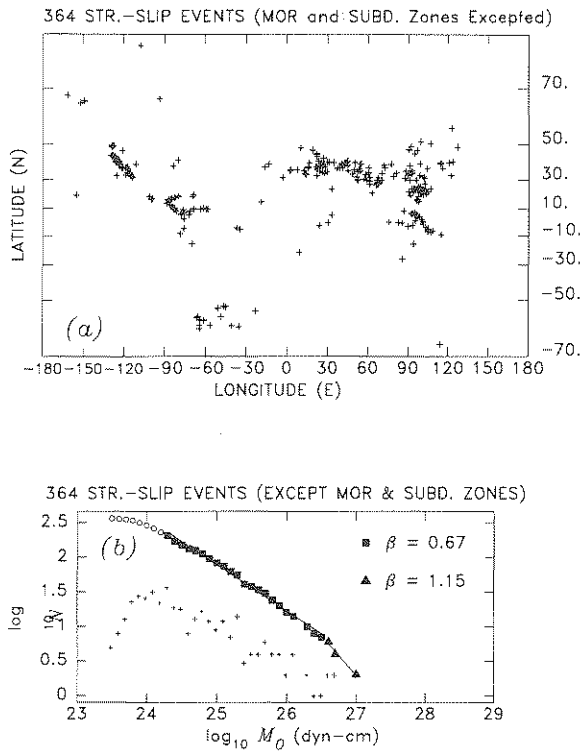 364 STR.-SLIP EVENTS (MOR and SUBD. Zones Excepfed)
70.
50.
30.
10.
-10.
-30.
-50.
-70.
LATITUDE (N)
(a)
-180 -150 -120 -90 -60 -30 0 30 60 90 120 150 180
LONGITUDE (E)
364 STR.-SLIP EVENTS (EXCEPT MOR & SUBD. ZONES)
(b)
β = 0.67
β = 1.15
2.5
2
1.5
1
0.5
0
log 10 N
23 24 25 26 27 28 29
log10 M0 (dyn-cm)